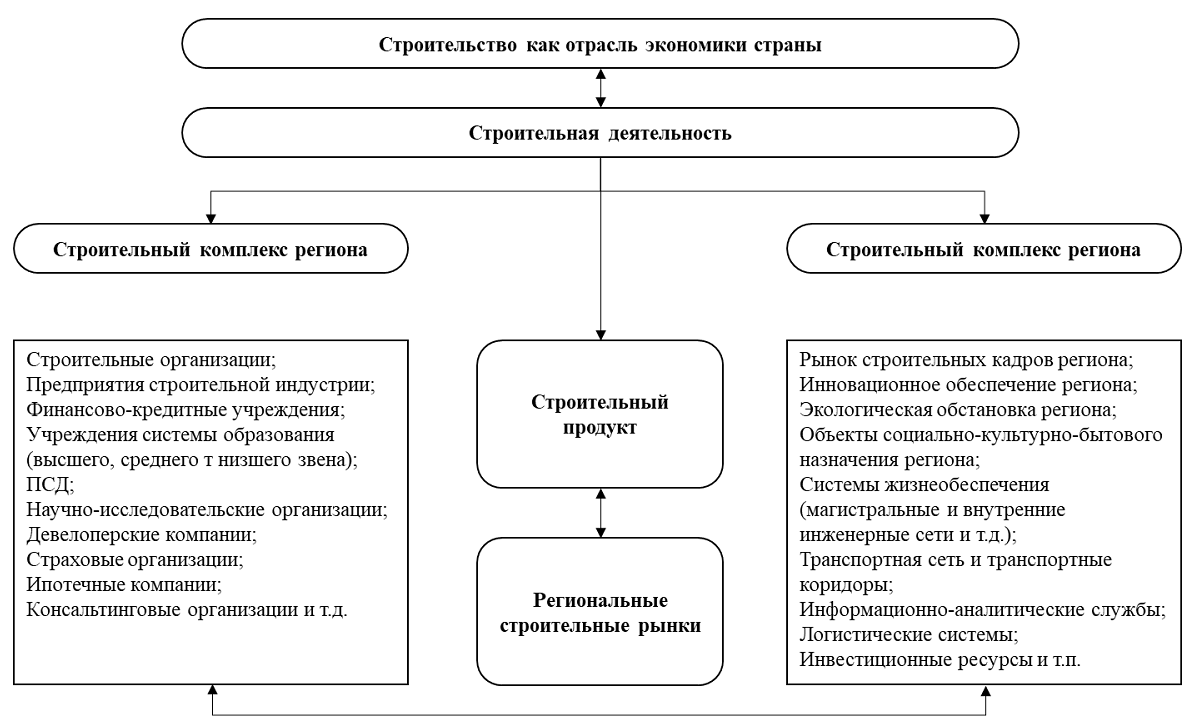 Строительство как отрасль экономики страны
Строительная деятельность
Строительный комплекс региона
Строительный комплекс региона
Строительные организации;
Предприятия строительной индустрии;
Финансово-кредитные учреждения;
Учреждения системы образования
(высшего, среднего т низшего звена);
ПСД;
Научно-исследовательские организации;
Девелоперские компании;
Страховые организации;
Ипотечные компании;
Консальтинговые организации и т.д.
Строительный
продукт
Региональные
строительные рынки
Рынок строительных кадров региона;
Инновационное обеспечение региона;
Экологическая обстановка региона;
Объекты социально-культурно-бытового
назначения региона;
Системы жизнеобеспечения
(магистральные и внутренние
инженерные сети и т.д.);
Транспортная сеть и транспортные
коридоры;
Информационно-аналитические службы;
Логистические системы;
Инвестиционные ресурсы и т.п.